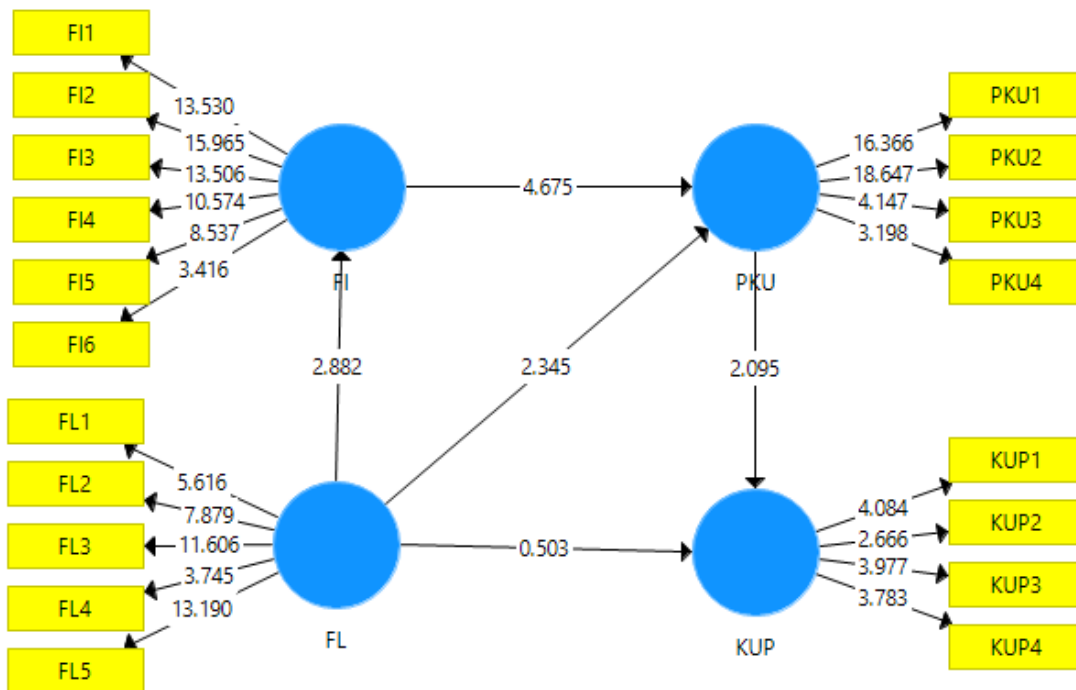 FI1
FI2
FI3
FI4
FI5
FI6
13.530
15.965
13.506
10.574
8.537
3.416
FI
4.675
PKU
16.366
18.647
4.147
3.198
PKU1
PKU2
PKU3
PKU4
2.882
2.345
2.095
FL1
FL2
FL3
FL4
FL5
5.616
7.879
11.606
3.745
13.190
FL
0.503
KUP
4.084
2.666
3.977
3.783
KUP1
KUP2
KUP3
KUP4